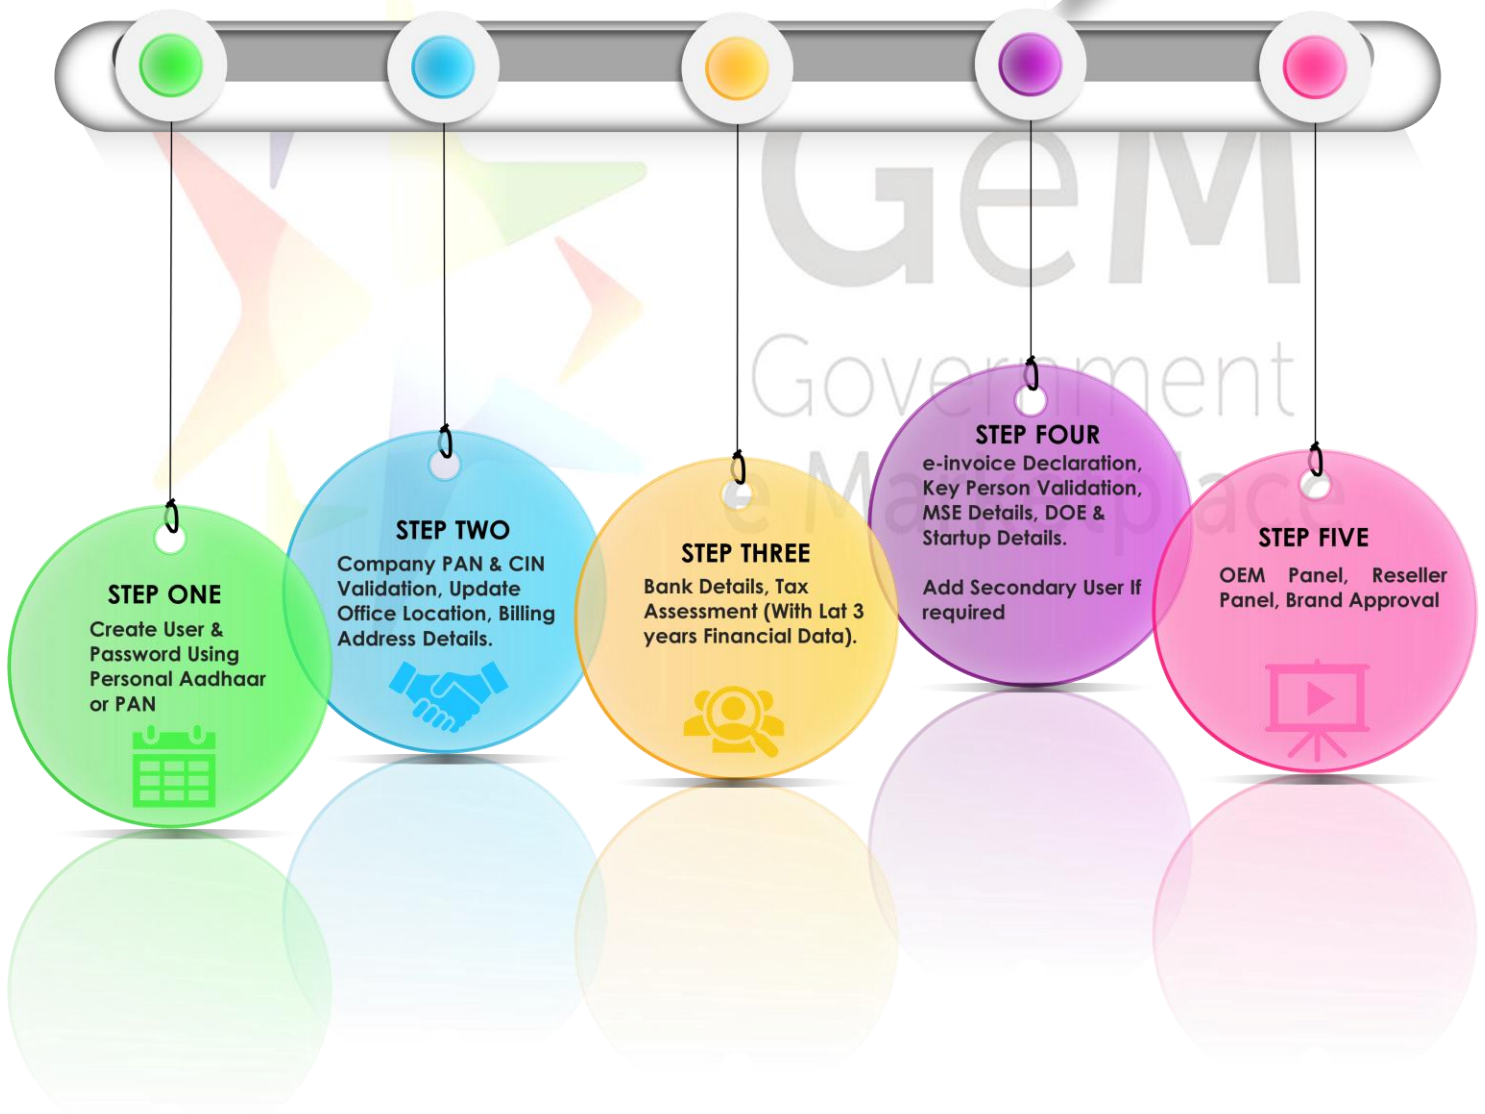 GeM
Government
e Marketplace
STEP ONE
Create User &
Password Using
Personal Aadhaar
or PAN
STEP TWO
Company PAN & CIN
Validation, Update
Office Location, Billing
Address Details.
STEP THREE
Bank Details, Tax
Assessment (With Lat 3
years Financial Data).
STEP FOUR
e-invoice Declaration,
Key Person Validation,
MSE Details, DOE &
Startup Details.
Add Secondary User If
required
STEP FIVE
OEM Panel, Reseller
Panel, Brand Approval